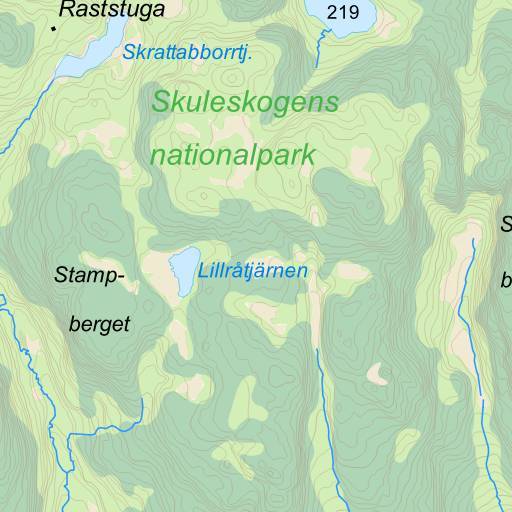 Raststuga
219
Skrattabborrtj.
Skuleskogens
nationalpark
S
Stamp-
Lillråtjärnen
b
berget